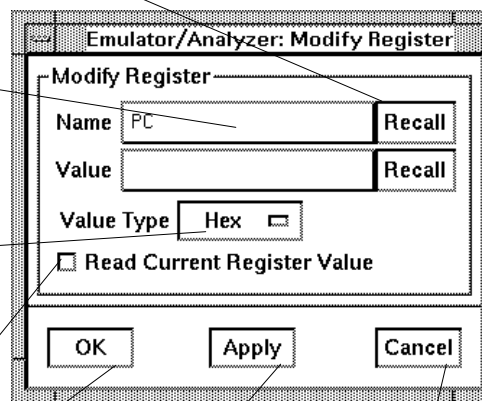 Emulator/Analyzer: Modify Register
Modify Register
Name PC Recall
Value Recall
Value Type Hex
Read Current Register Value
OK Apply Cancel